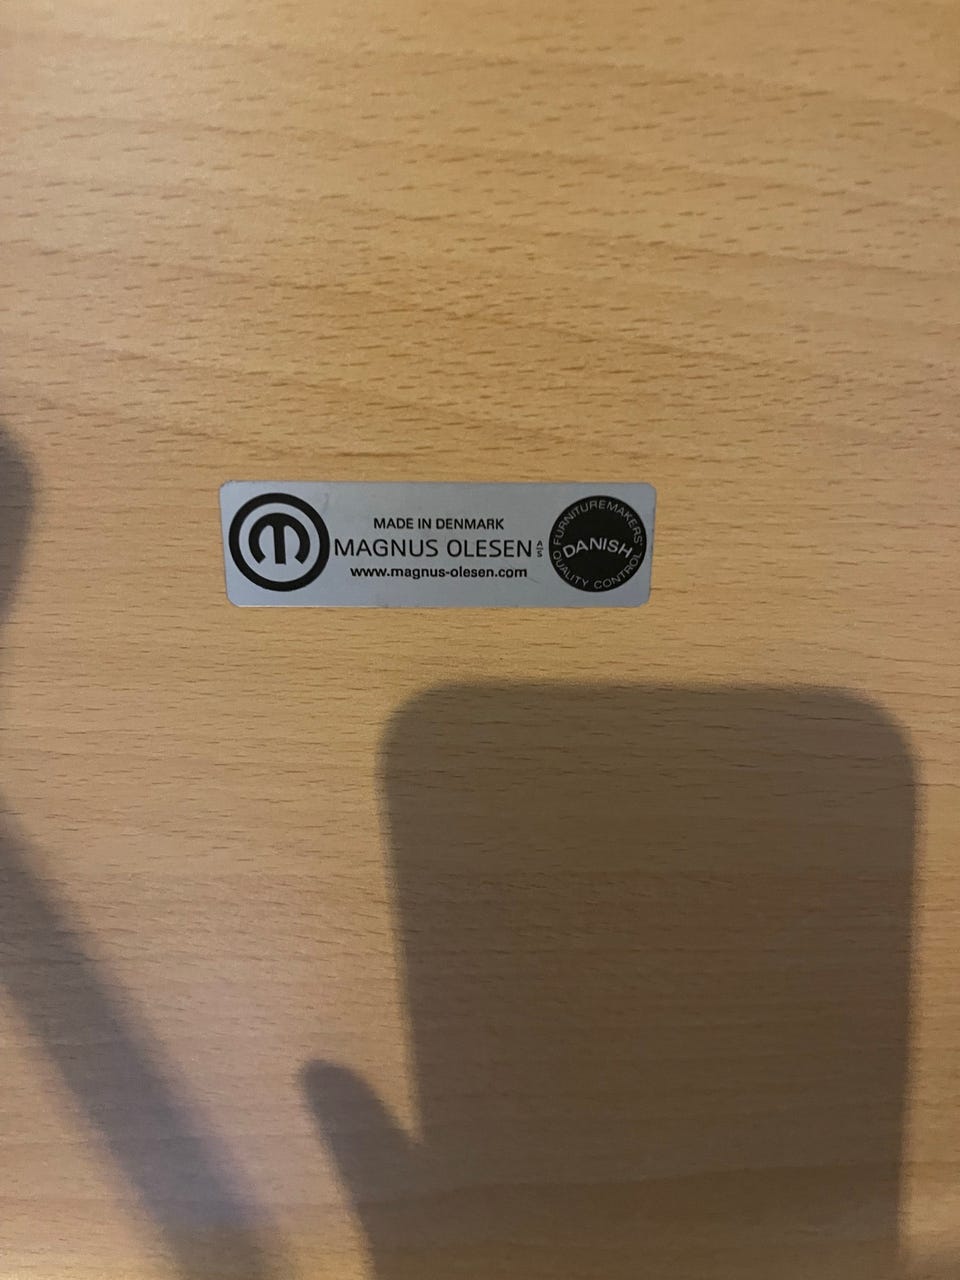 m
MADE IN DENMARK
MAGNUS OLESEN A/S
www.magnus-olesen.com
FURNITUREMAKERS'
DANISH
QUALITY CONTROL